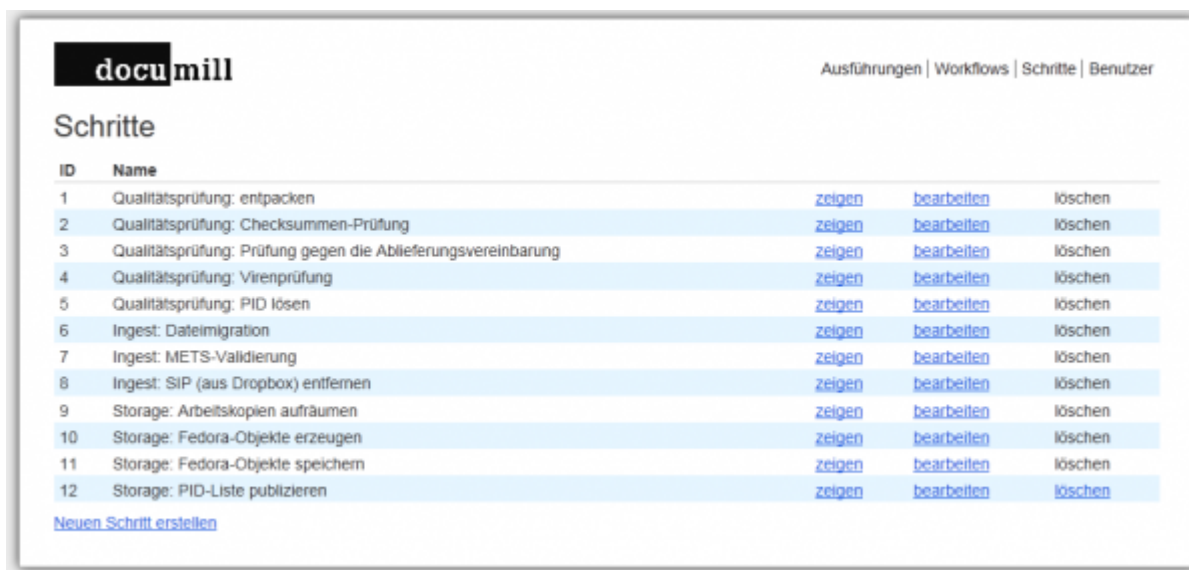 documill
Ausführungen | Workflows | Schritte | Benutzer
Schritte
ID Name
1 Qualitätsprüfung: entpacken zeigen bearbeiten löschen
2 Qualitätsprüfung: Checksummen-Prüfung zeigen bearbeiten löschen
3 Qualitätsprüfung: Prüfung gegen die Ablieferungsvereinbarung zeigen bearbeiten löschen
4 Qualitätsprüfung: Virenprüfung zeigen bearbeiten löschen
5 Qualitätsprüfung: PID lösen zeigen bearbeiten löschen
6 Ingest: Dateimigration zeigen bearbeiten löschen
7 Ingest: METS-Validierung zeigen bearbeiten löschen
8 Ingest: SIP (aus Dropbox) entfernen zeigen bearbeiten löschen
9 Storage: Arbeitskopien aufräumen zeigen bearbeiten löschen
10 Storage: Fedora-Objekte erzeugen zeigen bearbeiten löschen
11 Storage: Fedora-Objekte speichern zeigen bearbeiten löschen
12 Storage: PID-Liste publizieren zeigen bearbeiten löschen
Neuen Schritt erstellen